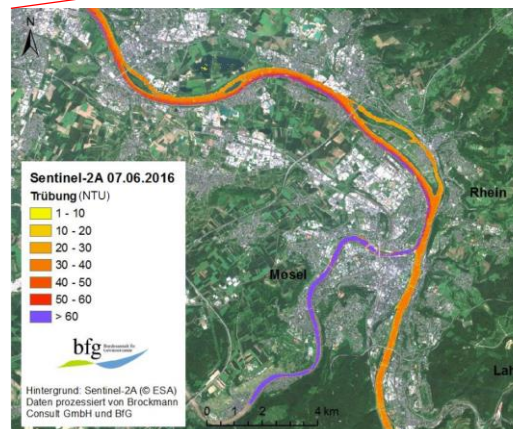 N
Sentinel-2A 07.06.2016
Trübung (NTU)
1 - 10
10 - 20
20 - 30
30 - 40
40 - 50
50 - 60
> 60
bfg
Hintergrund: Sentinel-2A (© ESA)
Daten prozessiert von Brockmann
Consult GmbH und BfG
Rhein
Mosel
Lah
0 1 2 4 km